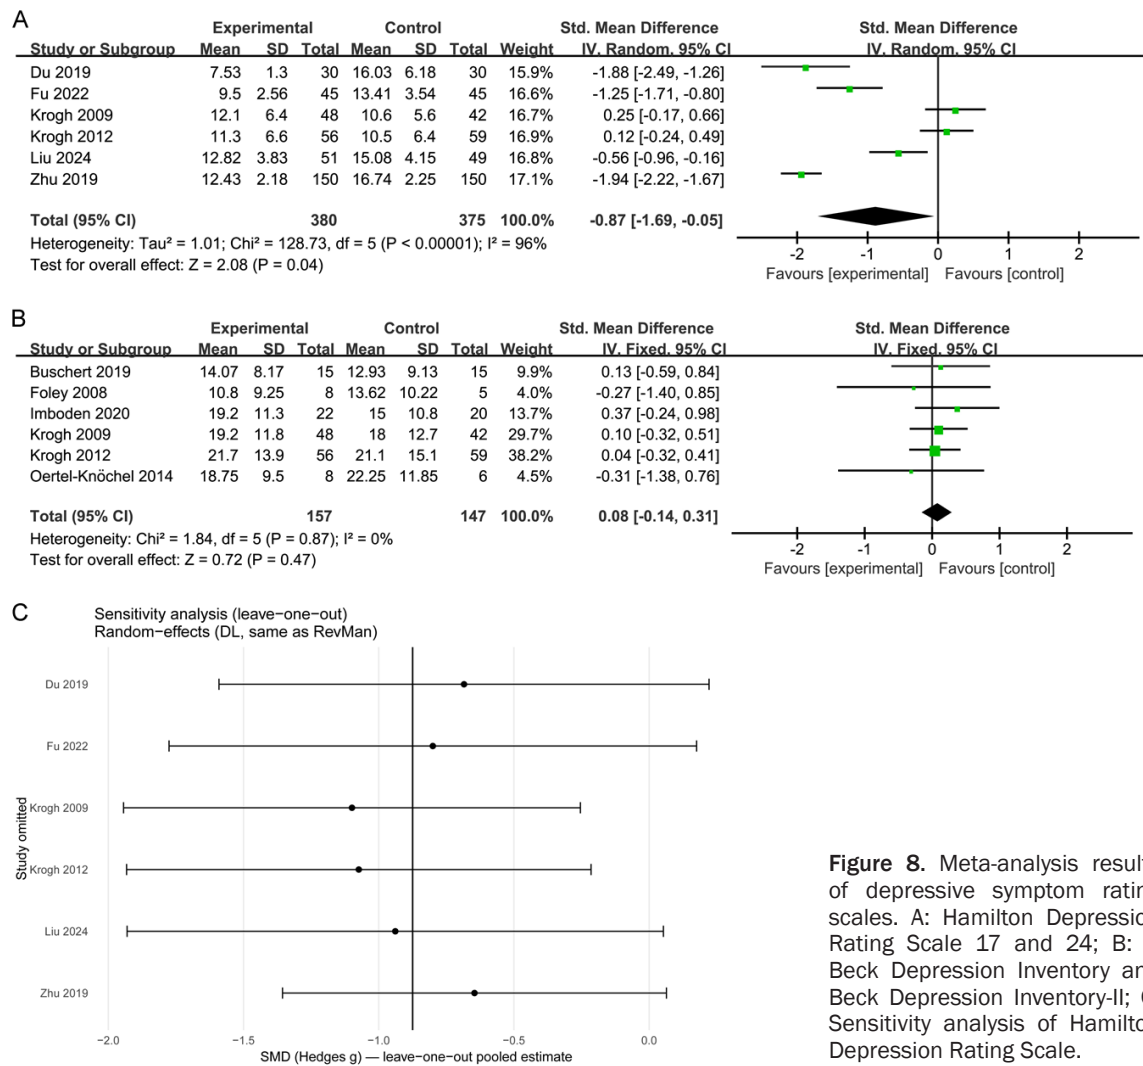 A
Experimental Control Std. Mean Difference Std. Mean Difference
Study or Subgroup Mean SD Total Mean SD Total Weight IV. Random. 95% CI IV. Random. 95% CI
Du 2019 7.53 1.3 30 16.03 6.18 30 15.9% -1.88 [-2.49, -1.26]
Fu 2022 9.5 2.56 45 13.41 3.54 45 16.6% -1.25 [-1.71, -0.80]
Krogh 2009 12.1 6.4 48 10.6 5.6 42 16.7% 0.25 [-0.17, 0.66]
Krogh 2012 11.3 6.6 56 10.5 6.4 59 16.9% 0.12 [-0.24, 0.49]
Liu 2024 12.82 3.83 51 15.08 4.15 49 16.8% -0.56 [-0.96, -0.16]
Zhu 2019 12.43 2.18 150 16.74 2.25 150 17.1% -1.94 [-2.22, -1.67]
Total (95% CI) 380 375 100.0% -0.87 [-1.69, -0.05]
Heterogeneity: Tau² = 1.01; Chi² = 128.73, df = 5 (P < 0.00001); I² = 96%
Test for overall effect: Z = 2.08 (P = 0.04)
-2 -1 0 1 2
Favours [experimental] Favours [control]
B
Experimental Control Std. Mean Difference Std. Mean Difference
Study or Subgroup Mean SD Total Mean SD Total Weight IV. Fixed. 95% CI IV. Fixed. 95% CI
Buschert 2019 14.07 8.17 15 12.93 9.13 15 9.9% 0.13 [-0.59, 0.84]
Foley 2008 10.8 9.25 8 13.62 10.22 5 4.0% -0.27 [-1.40, 0.85]
Imboden 2020 19.2 11.3 22 15 10.8 20 13.7% 0.37 [-0.24, 0.98]
Krogh 2009 19.2 11.8 48 18 12.7 42 29.7% 0.10 [-0.32, 0.51]
Krogh 2012 21.7 13.9 56 21.1 15.1 59 38.2% 0.04 [-0.32, 0.41]
Oertel-Knöchel 2014 18.75 9.5 8 22.25 11.85 6 4.5% -0.31 [-1.38, 0.76]
Total (95% CI) 157 147 100.0% 0.08 [-0.14, 0.31]
Heterogeneity: Chi² = 1.84, df = 5 (P = 0.87); I² = 0%
Test for overall effect: Z = 0.72 (P = 0.47)
-2 -1 0 1 2
Favours [experimental] Favours [control]
C
Sensitivity analysis (leave−one−out)
Random−effects (DL, same as RevMan)
Study omitted
Du 2019
Fu 2022
Krogh 2009
Krogh 2012
Liu 2024
Zhu 2019
−2.0 −1.5 −1.0 −0.5 0.0
SMD (Hedges g) — leave−one−out pooled estimate
Figure 8. Meta-analysis result
of depressive symptom ratin
scales. A: Hamilton Depressio
Rating Scale 17 and 24; B:
Beck Depression Inventory an
Beck Depression Inventory-II; 
Sensitivity analysis of Hamilto
Depression Rating Scale.